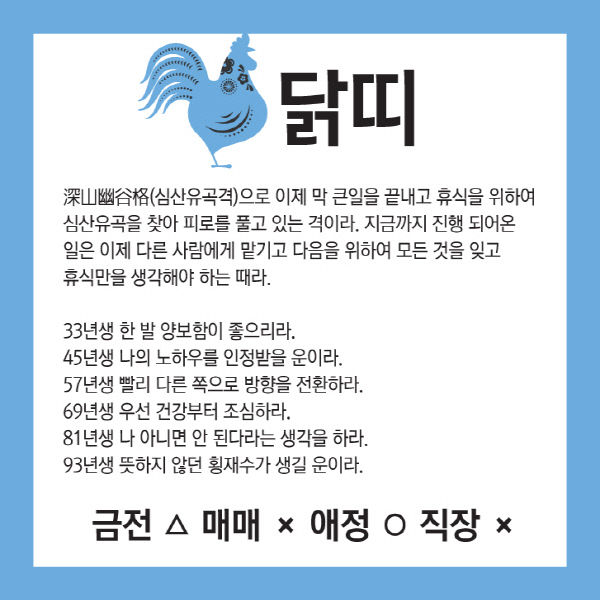 닭띠
深山幽谷格(심산유곡격)으로 이제 막 큰일을 끝내고 휴식을 위하여
심산유곡을 찾아 피로를 풀고 있는 격이라. 지금까지 진행 되어온
일은 이제 다른 사람에게 맡기고 다음을 위하여 모든 것을 잊고
휴식만을 생각해야 하는 때라.
33년생 한 발 양보함이 좋으리라.
45년생 나의 노하우를 인정받을 운이라.
57년생 빨리 다른 쪽으로 방향을 전환하라.
69년생 우선 건강부터 조심하라.
81년생 나 아니면 안 된다라는 생각을 하라.
93년생 뜻하지 않던 횡재수가 생길 운이라.
금전 △ 매매 × 애정 ○ 직장 ×